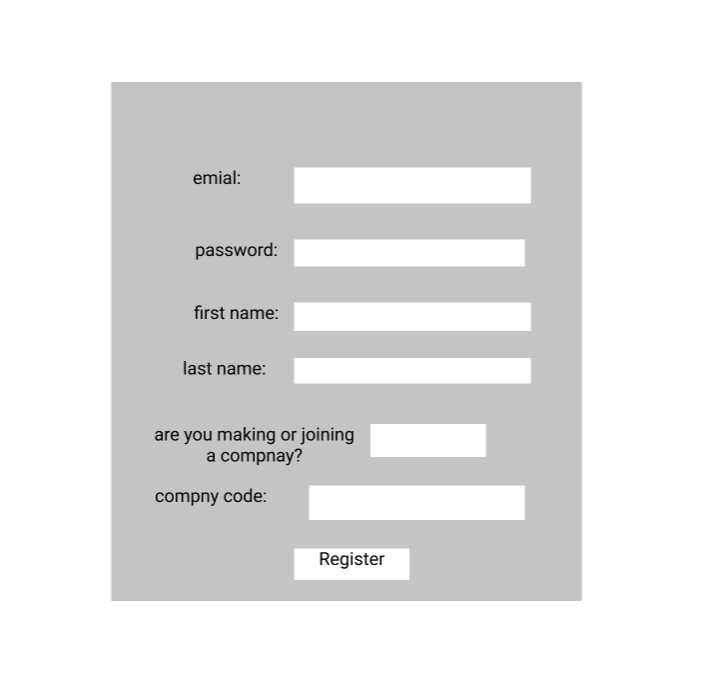 emial:
password:
first name:
last name:
are you making or joining
a compnay?
compny code:
Register